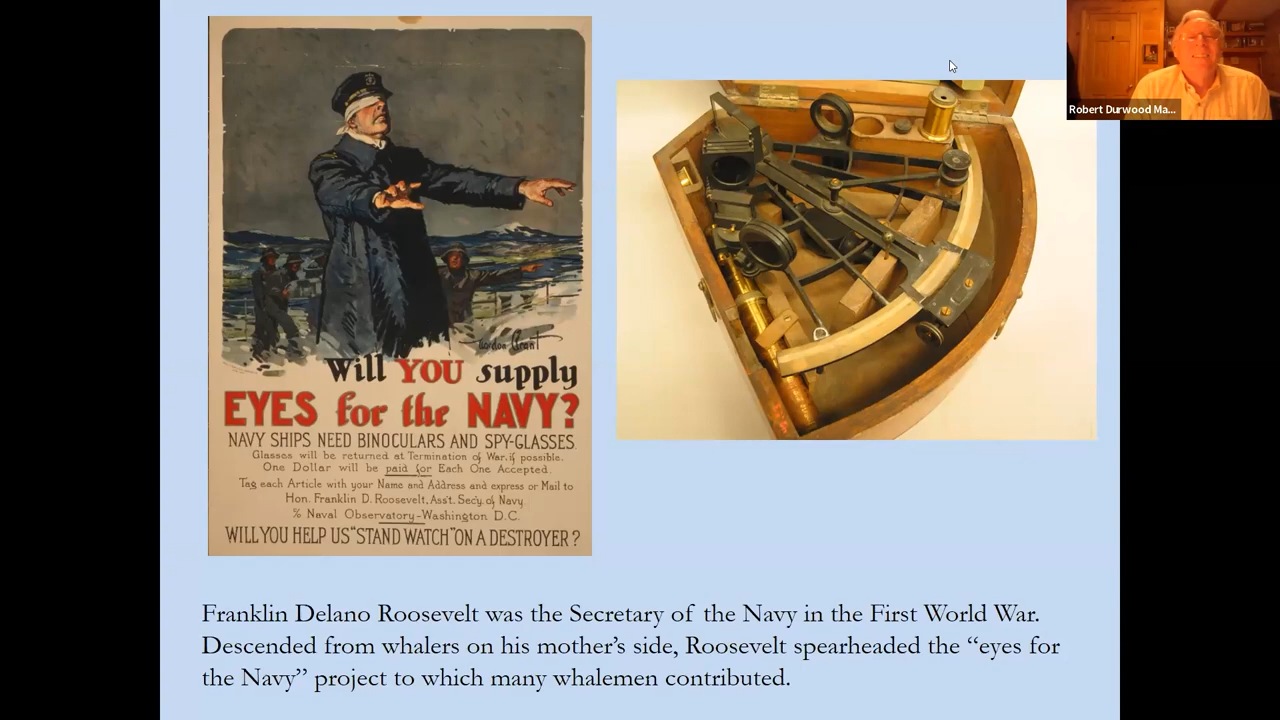 Gordon Grant
Will YOU supply
EYES for the NAVY?
NAVY SHIPS NEED BINOCULARS AND SPY-GLASSES.
Glasses will be returned at Termination of War, if possible.
One Dollar will be paid for Each One Accepted.
Tag each Article with your Name and Address and express or Mail to
Hon. Franklin D. Roosevelt, Ass't. Sec'y. of Navy.
℅ Naval Observatory-Washington D.C.
WILL YOU HELP US "STAND WATCH" ON A DESTROYER?
Robert Durwood Ma...
Franklin Delano Roosevelt was the Secretary of the Navy in the First World War.
Descended from whalers on his mother's side, Roosevelt spearheaded the “eyes for
the Navy” project to which many whalemen contributed.